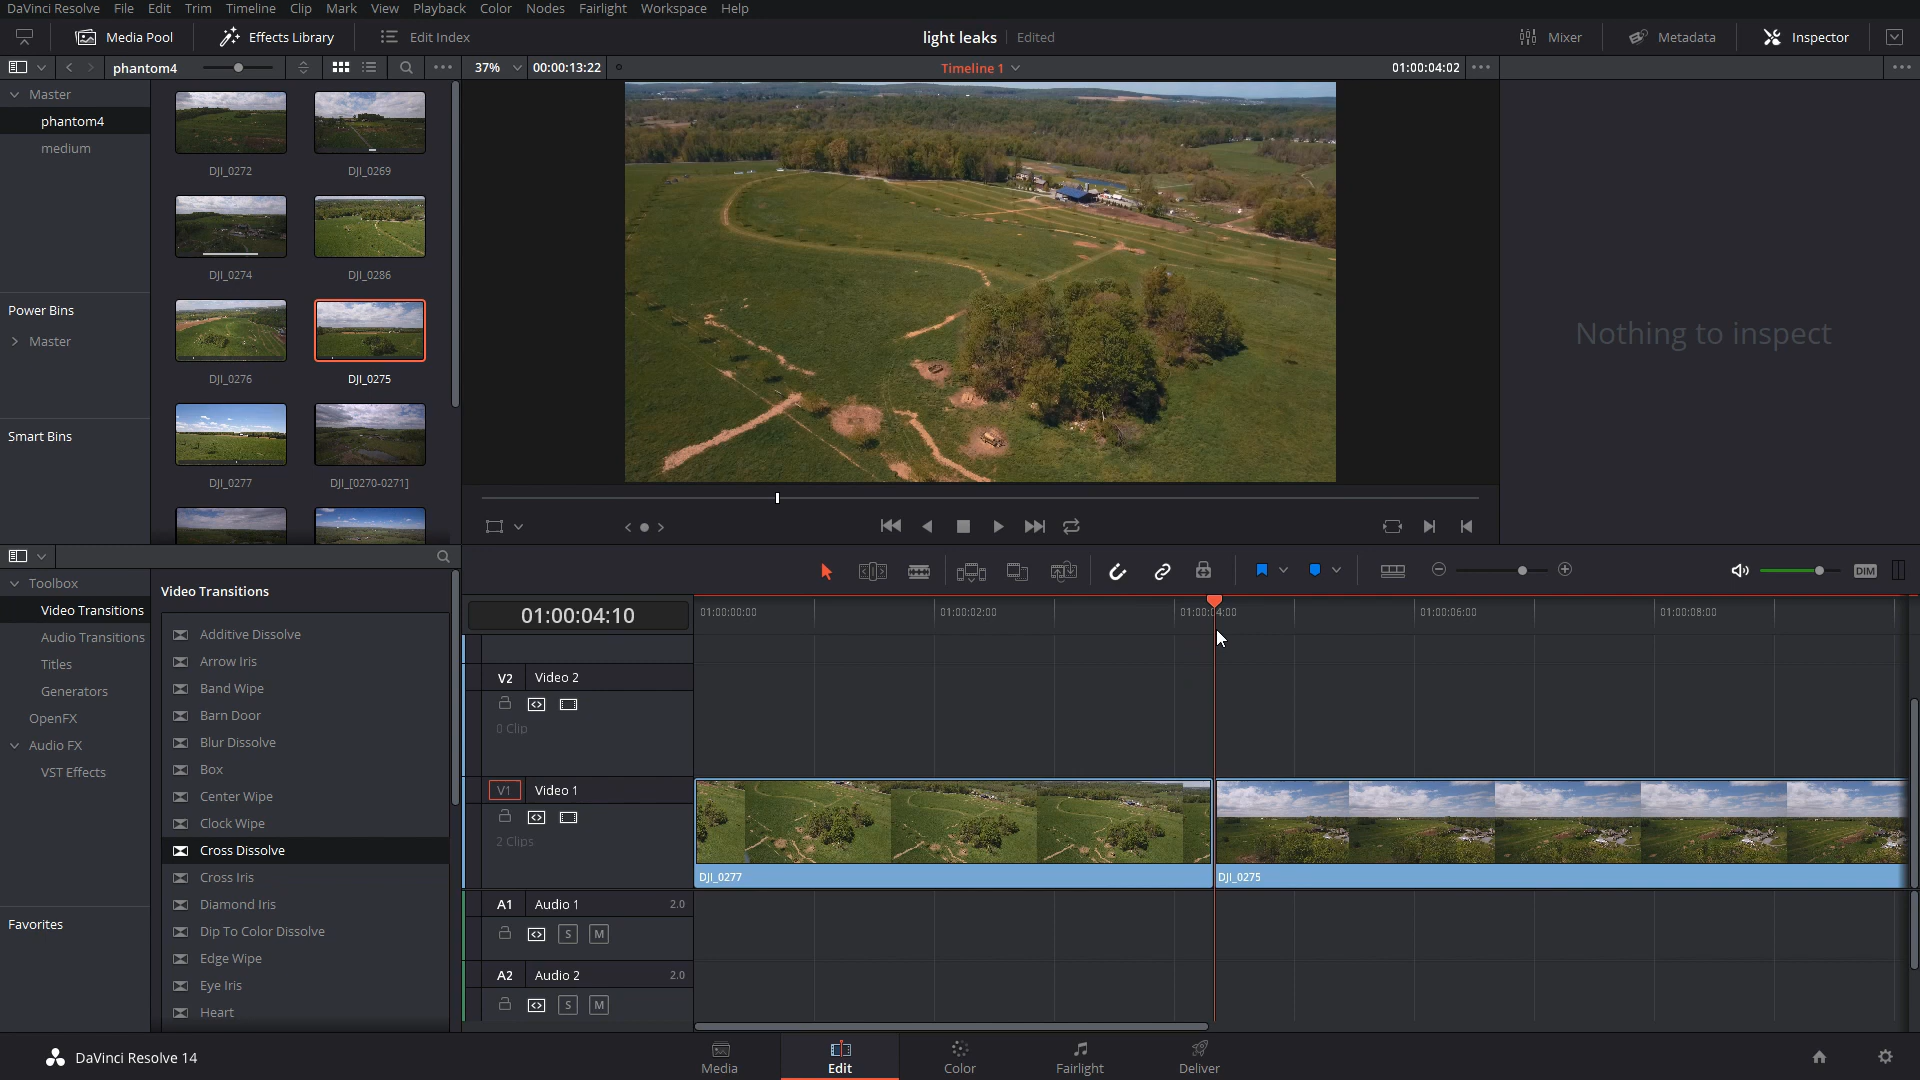 DaVinci Resolve File Edit Trim Timeline Clip Mark View Playback Color Nodes Fairlight Workspace Help
Media Pool Effects Library Edit Index light leaks Edited Mixer Metadata Inspector
phantom4 37% 00:00:13:22 Timeline 1 01:00:04:02
Master
phantom4
medium
DJI_0272 DJI_0269
DJI_0274 DJI_0286
Power Bins
Master
DJI_0276 DJI_0275
Smart Bins
DJI_0277 DJI_[0270-0271]
Nothing to inspect
DIM
Toolbox
Video Transitions
Audio Transitions
Titles
Generators
OpenFX
Audio FX
VST Effects
Favorites
Video Transitions
Additive Dissolve
Arrow Iris
Band Wipe
Barn Door
Blur Dissolve
Box
Center Wipe
Clock Wipe
Cross Dissolve
Cross Iris
Diamond Iris
Dip To Color Dissolve
Edge Wipe
Eye Iris
Heart
01:00:04:10 01:00:00:00 01:00:02:00 01:00:04:00 01:00:06:00 01:00:08:00
V2 Video 2
0 Clip
V1 Video 1
2 Clips
DJI_0277 DJI_0275
A1 Audio 1 2.0
S M
A2 Audio 2 2.0
S M
DaVinci Resolve 14 Media Edit Color Fairlight Deliver